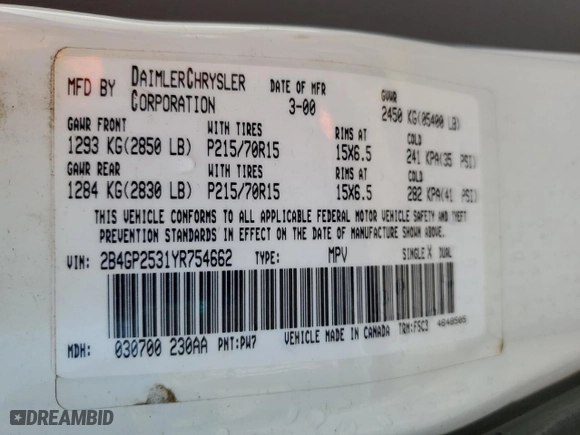 MFD BY DAIMLERCHRYSLER CORPORATION DATE OF MFR 3-00 GVWR 2450 KG(05400 LB)
GAWR FRONT WITH TIRES RIMS AT COLD
1293 KG(2850 LB) P215/70R15 15X6.5 241 KPA(35 PSI)
GAWR REAR WITH TIRES RIMS AT COLD
1284 KG(2830 LB) P215/70R15 15X6.5 282 KPA(41 PSI)
THIS VEHICLE CONFORMS TO ALL APPLICABLE FEDERAL MOTOR VEHICLE SAFETY AND THEFT
PREVENTION STANDARDS IN EFFECT ON THE DATE OF MANUFACTURE SHOWN ABOVE.
VIN: 2B4GP2531YR754662 TYPE: MPV SINGLE X DUAL
MDH: 030700 230AA PNT:PW7 VEHICLE MADE IN CANADA TRM:F5C3 4648505
DREAMBID